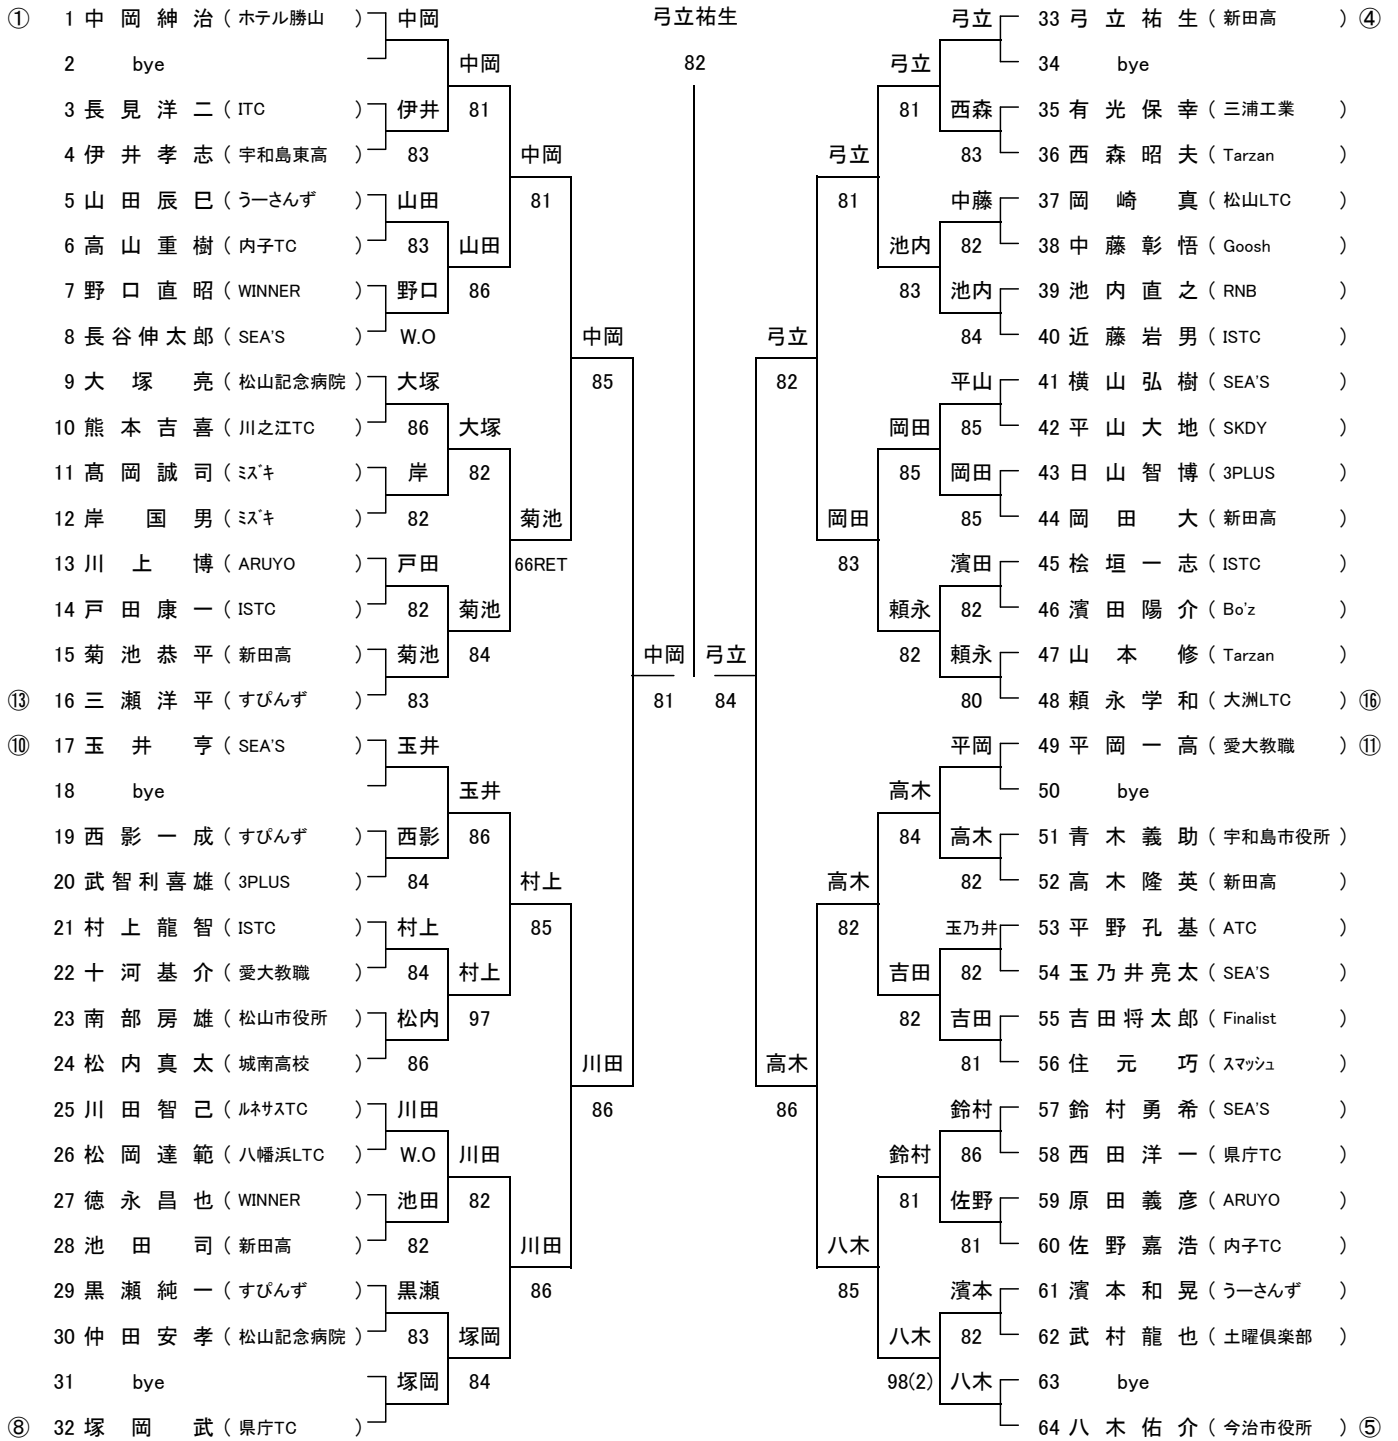 ① 1 中 岡 紳 治 ( ホテル勝山 ) 中岡 弓立祐生 弓立 33 弓 立 祐 生 ( 新田高 ) ④
2 bye 中岡 82 弓立 34 bye
3 長 見 洋 二 ( ITC ) 伊井 81 81 西森 35 有 光 保 幸 ( 三浦工業 )
4 伊 井 孝 志 ( 宇和島東高 ) 83 中岡 弓立 83 36 西 森 昭 夫 ( Tarzan )
5 山 田 辰 巳 ( うーさんず ) 山田 81 81 中藤 37 岡 崎 真 ( 松山LTC )
6 高 山 重 樹 ( 内子TC ) 83 山田 池内 82 38 中 藤 彰 悟 ( Goosh )
7 野 口 直 昭 ( WINNER ) 野口 86 83 池内 39 池 内 直 之 ( RNB )
8 長 谷 伸 太 郎 ( SEA'S ) W.O 中岡 弓立 84 40 近 藤 岩 男 ( ISTC )
9 大 塚 亮 ( 松山記念病院 ) 大塚 85 82 平山 41 横 山 弘 樹 ( SEA'S )
10 熊 本 吉 喜 ( 川之江TC ) 86 大塚 岡田 85 42 平 山 大 地 ( SKDY )
11 髙 岡 誠 司 ( ミズキ ) 岸 82 85 岡田 43 日 山 智 博 ( 3PLUS )
12 岸 国 男 ( ミズキ ) 82 菊池 岡田 85 44 岡 田 大 ( 新田高 )
13 川 上 博 ( ARUYO ) 戸田 66RET 83 濱田 45 桧 垣 一 志 ( ISTC )
14 戸 田 康 一 ( ISTC ) 82 菊池 頼永 82 46 濱 田 陽 介 ( Bo'z )
15 菊 池 恭 平 ( 新田高 ) 菊池 84 中岡 弓立 82 頼永 47 山 本 修 ( Tarzan )
⑬ 16 三 瀬 洋 平 ( すぴんず ) 83 81 84 80 48 頼 永 学 和 ( 大洲LTC ) ⑯
⑩ 17 玉 井 亨 ( SEA'S ) 玉井 平岡 49 平 岡 一 高 ( 愛大教職 ) ⑪
18 bye 玉井 高木 50 bye
19 西 影 一 成 ( すぴんず ) 西影 86 84 高木 51 青 木 義 助 ( 宇和島市役所 )
20 武 智 利 喜 雄 ( 3PLUS ) 84 村上 高木 82 52 高 木 隆 英 ( 新田高 )
21 村 上 龍 智 ( ISTC ) 村上 85 82 玉乃井 53 平 野 孔 基 ( ATC )
22 十 河 基 介 ( 愛大教職 ) 84 村上 吉田 82 54 玉 乃 井 亮 太 ( SEA'S )
23 南 部 房 雄 ( 松山市役所 ) 松内 97 82 吉田 55 吉 田 将 太 郎 ( Finalist )
24 松 内 真 太 ( 城南高校 ) 86 川田 高木 81 56 住 元 巧 ( スマッシュ )
25 川 田 智 己 ( ルネサスTC ) 川田 86 86 鈴村 57 鈴 村 勇 希 ( SEA'S )
26 松 岡 達 範 ( 八幡浜LTC ) W.O 川田 鈴村 86 58 西 田 洋 一 ( 県庁TC )
27 徳 永 昌 也 ( WINNER ) 池田 82 81 佐野 59 原 田 義 彦 ( ARUYO )
28 池 田 司 ( 新田高 ) 82 川田 八木 81 60 佐 野 嘉 浩 ( 内子TC )
29 黒 瀬 純 一 ( すぴんず ) 黒瀬 86 85 濱本 61 濱 本 和 晃 ( うーさんず )
30 仲 田 安 孝 ( 松山記念病院 ) 83 塚岡 八木 82 62 武 村 龍 也 ( 土曜倶楽部 )
31 bye 塚岡 84 98(2) 八木 63 bye
⑧ 32 塚 岡 武 ( 県庁TC ) 64 八 木 佑 介 ( 今治市役所 ) ⑤